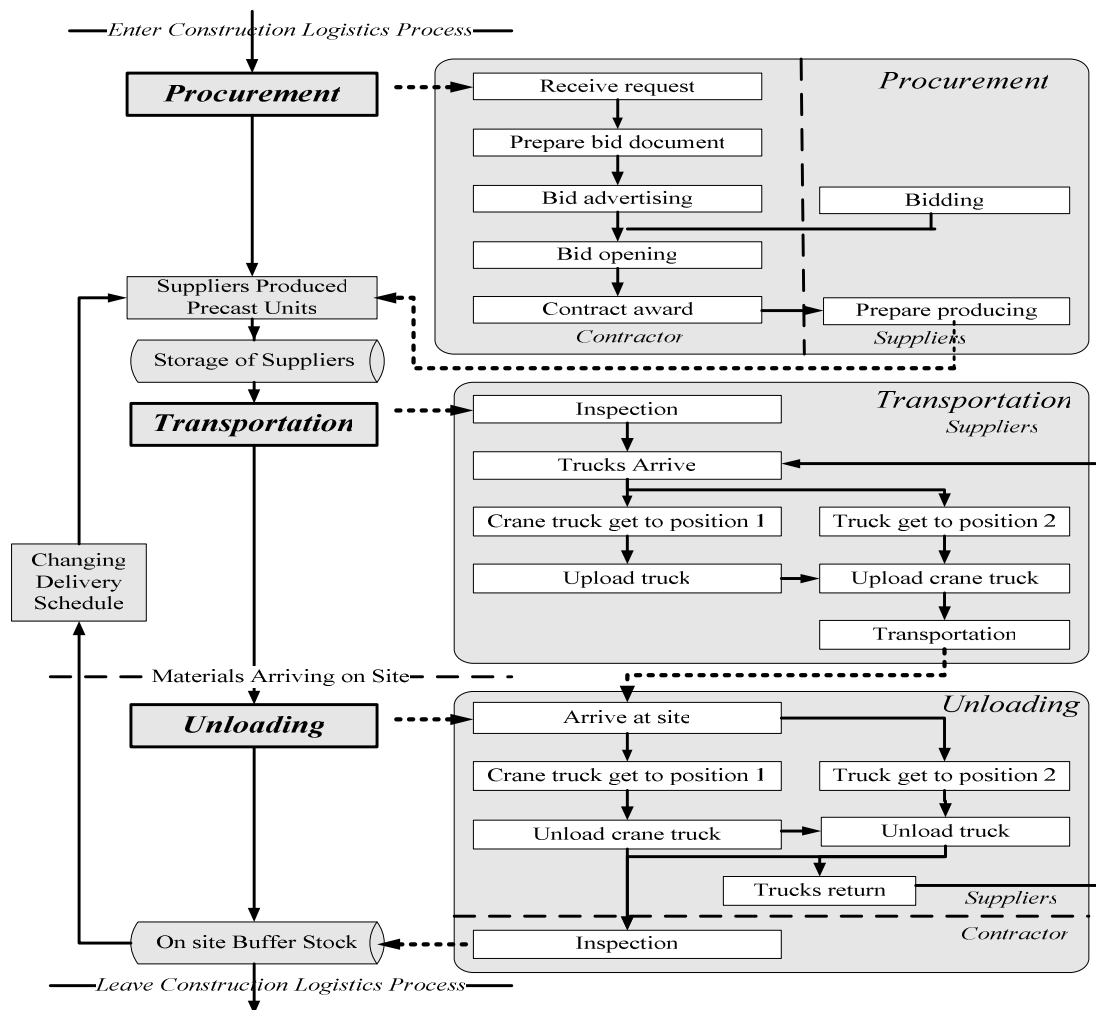 Enter Construction Logistics Process
Procurement
Procurement
Receive request
Prepare bid document
Bid advertising
Bidding
Bid opening
Contract award
Prepare producing
Contractor
Suppliers
Suppliers Produced
Precast Units
Storage of Suppliers
Transportation
Transportation
Suppliers
Inspection
Trucks Arrive
Crane truck get to position 1
Truck get to position 2
Upload truck
Upload crane truck
Transportation
Changing
Delivery
Schedule
Materials Arriving on Site
Unloading
Unloading
Arrive at site
Crane truck get to position 1
Truck get to position 2
Unload crane truck
Unload truck
Trucks return
Suppliers
Contractor
Inspection
On site Buffer Stock
Leave Construction Logistics Process